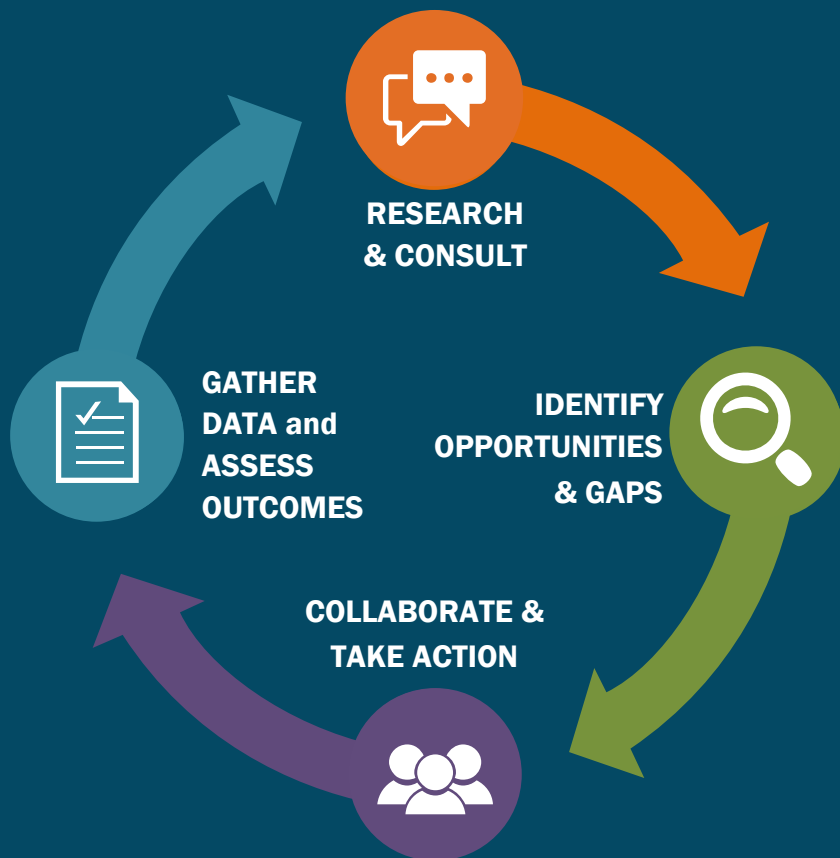 RESEARCH
& CONSULT
IDENTIFY
OPPORTUNITIES
& GAPS
COLLABORATE &
TAKE ACTION
GATHER
DATA and
ASSESS
OUTCOMES